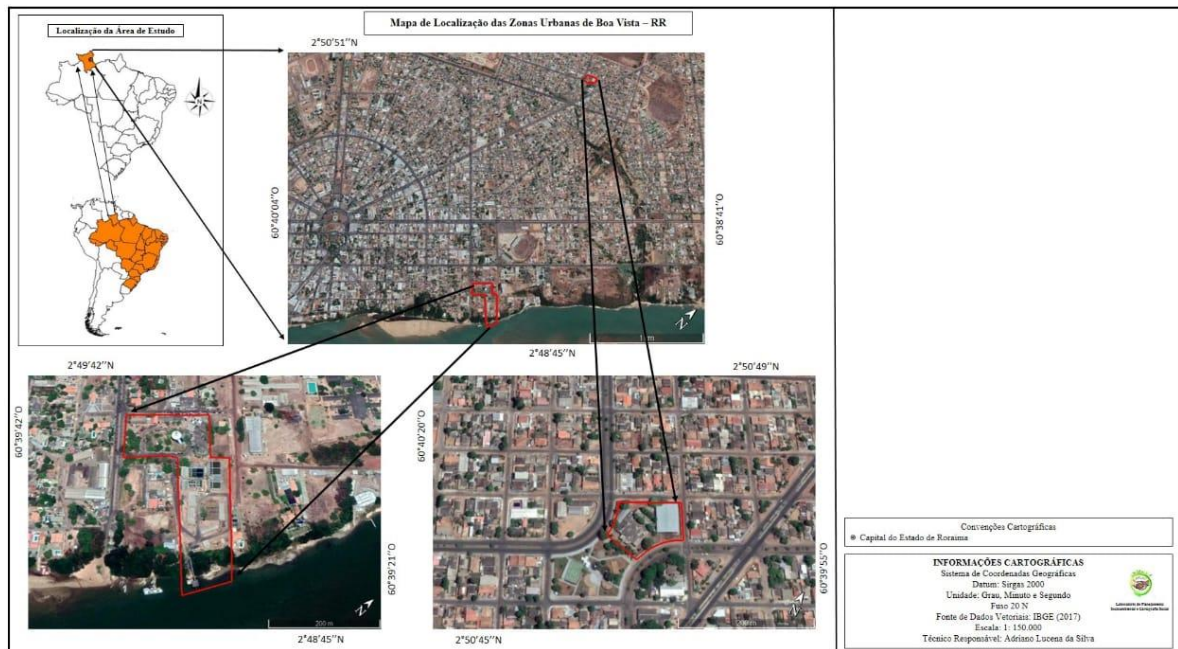 Localização da Área de Estudo
Mapa de Localização das Zonas Urbanas de Boa Vista – RR
2°50'51''N
N
60°40'04''O
60°38'41''O
N
1 km
2°48'45''N
2°49'42''N
2°50'49''N
60°39'42''O
60°39'21''O
N
200 m
2°48'45''N
60°40'20''O
60°39'55''O
N
2°50'45''N
Convenções Cartográficas
Capital do Estado de Roraima
INFORMAÇÕES CARTOGRÁFICAS
Sistema de Coordenadas Geográficas
Datum: Sirgas 2000
Unidade: Grau, Minuto e Segundo
Fuso 20 N
Fonte de Dados Vetoriais: IBGE (2017)
Escala: 1: 150.000
Técnico Responsável: Adriano Lucena da Silva